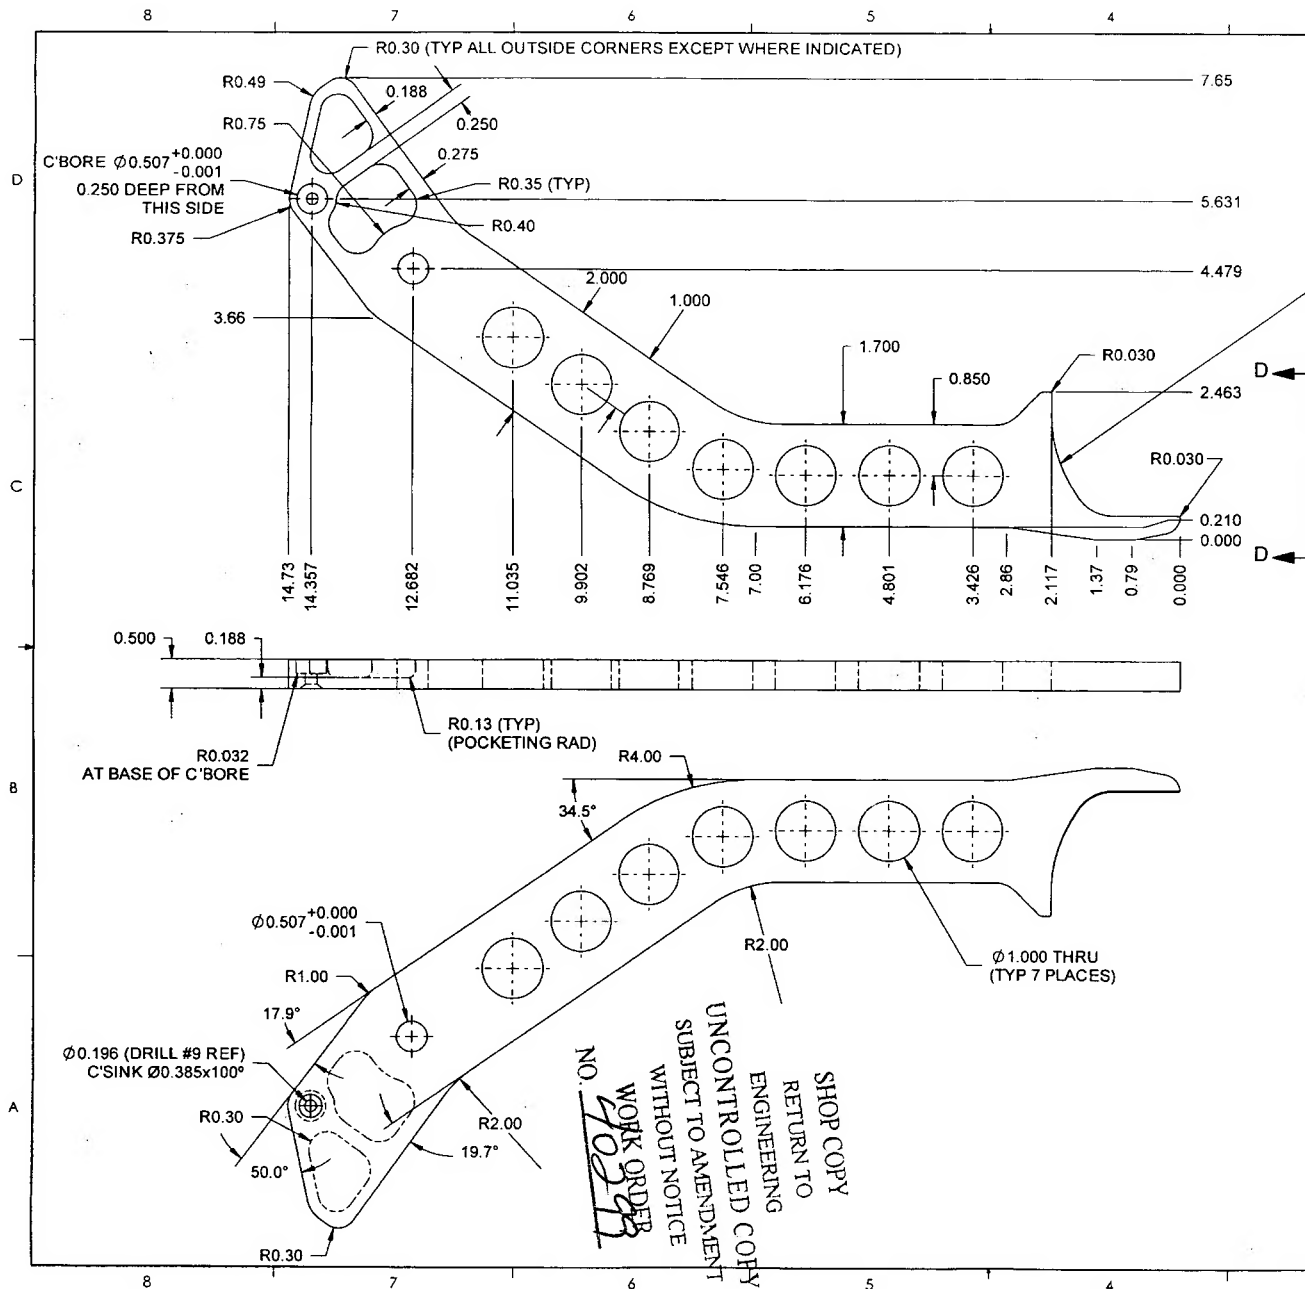 8 7 6 5 4
R0.30 (TYP ALL OUTSIDE CORNERS EXCEPT WHERE INDICATED)
R0.49
0.188
7.65
R0.75
0.250
C'BORE Ø0.507 +0.000
-0.001
0.250 DEEP FROM
THIS SIDE
0.275
D
R0.35 (TYP)
5.631
R0.375
R0.40
4.479
2.000
1.000
3.66
1.700
R0.030
0.850
D
2.463
R0.030
C
0.210
0.000
D
14.73
14.357
12.682
11.035
9.902
8.769
7.546
7.00
6.176
4.801
3.426
2.86
2.117
1.37
0.79
0.000
0.500
0.188
R0.13 (TYP)
(POCKETING RAD)
R0.032
AT BASE OF C'BORE
R4.00
B
34.5°
Ø0.507 +0.000
-0.001
R2.00
Ø1.000 THRU
(TYP 7 PLACES)
R1.00
17.9°
Ø0.196 (DRILL #9 REF)
C'SINK Ø0.385x100°
A
R0.30
R2.00
19.7°
50.0°
R0.30
SHOP COPY
RETURN TO
ENGINEERING
UNCONTROLLED COPY
SUBJECT TO AMENDMENT
WITHOUT NOTICE
WORK ORDER
NO.
8 7 6 5 4